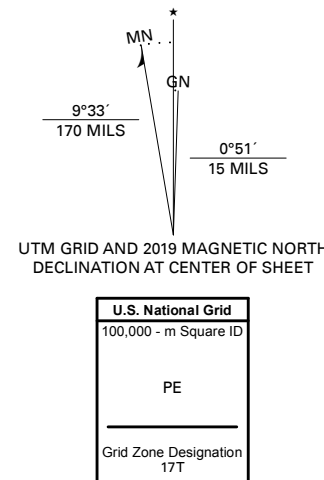 ★
MN
GN
9°33´
170 MILS
0°51´
15 MILS
UTM GRID AND 2019 MAGNETIC NORTH
DECLINATION AT CENTER OF SHEET
U.S. National Grid
100,000 - m Square ID
PE
Grid Zone Designation
17T